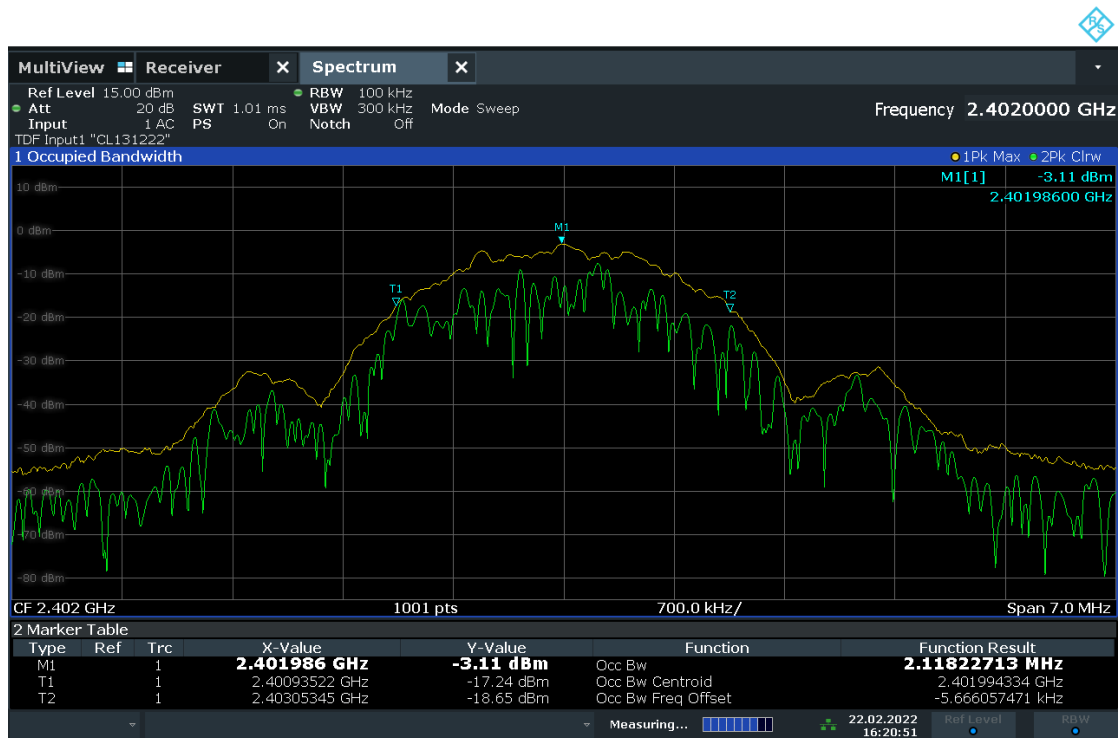 R&S
MultiView Receiver X Spectrum X
Ref Level 15.00 dBm RBW 100 kHz
Att 20 dB SWT 1.01 ms VBW 300 kHz Mode Sweep Frequency 2.4020000 GHz
Input 1 AC PS On Notch Off
TDF Input1 "CL131222"
1 Occupied Bandwidth 1Pk Max 2Pk Clrw
M1[1] -3.11 dBm
2.40198600 GHz
10 dBm
0 dBm
M1
-10 dBm
T1
T2
-20 dBm
-30 dBm
-40 dBm
-50 dBm
-60 dBm
-70 dBm
-80 dBm
CF 2.402 GHz 1001 pts 700.0 kHz/ Span 7.0 MHz
2 Marker Table
Type Ref Trc X-Value Y-Value Function Function Result
M1 1 2.401986 GHz -3.11 dBm Occ Bw 2.11822713 MHz
T1 1 2.40093522 GHz -17.24 dBm Occ Bw Centroid 2.401994334 GHz
T2 1 2.40305345 GHz -18.65 dBm Occ Bw Freq Offset -5.666057471 kHz
Measuring... 22.02.2022 Ref Level RBW
16:20:51